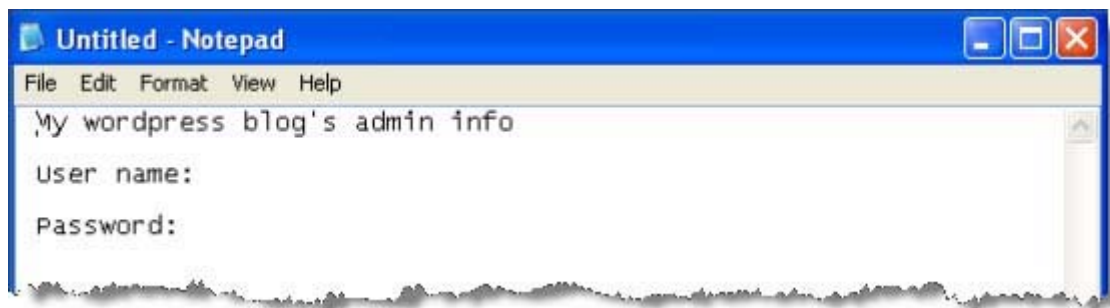 Untitled - Notepad
File Edit Format View Help
My wordpress blog's admin info
User name:
Password: